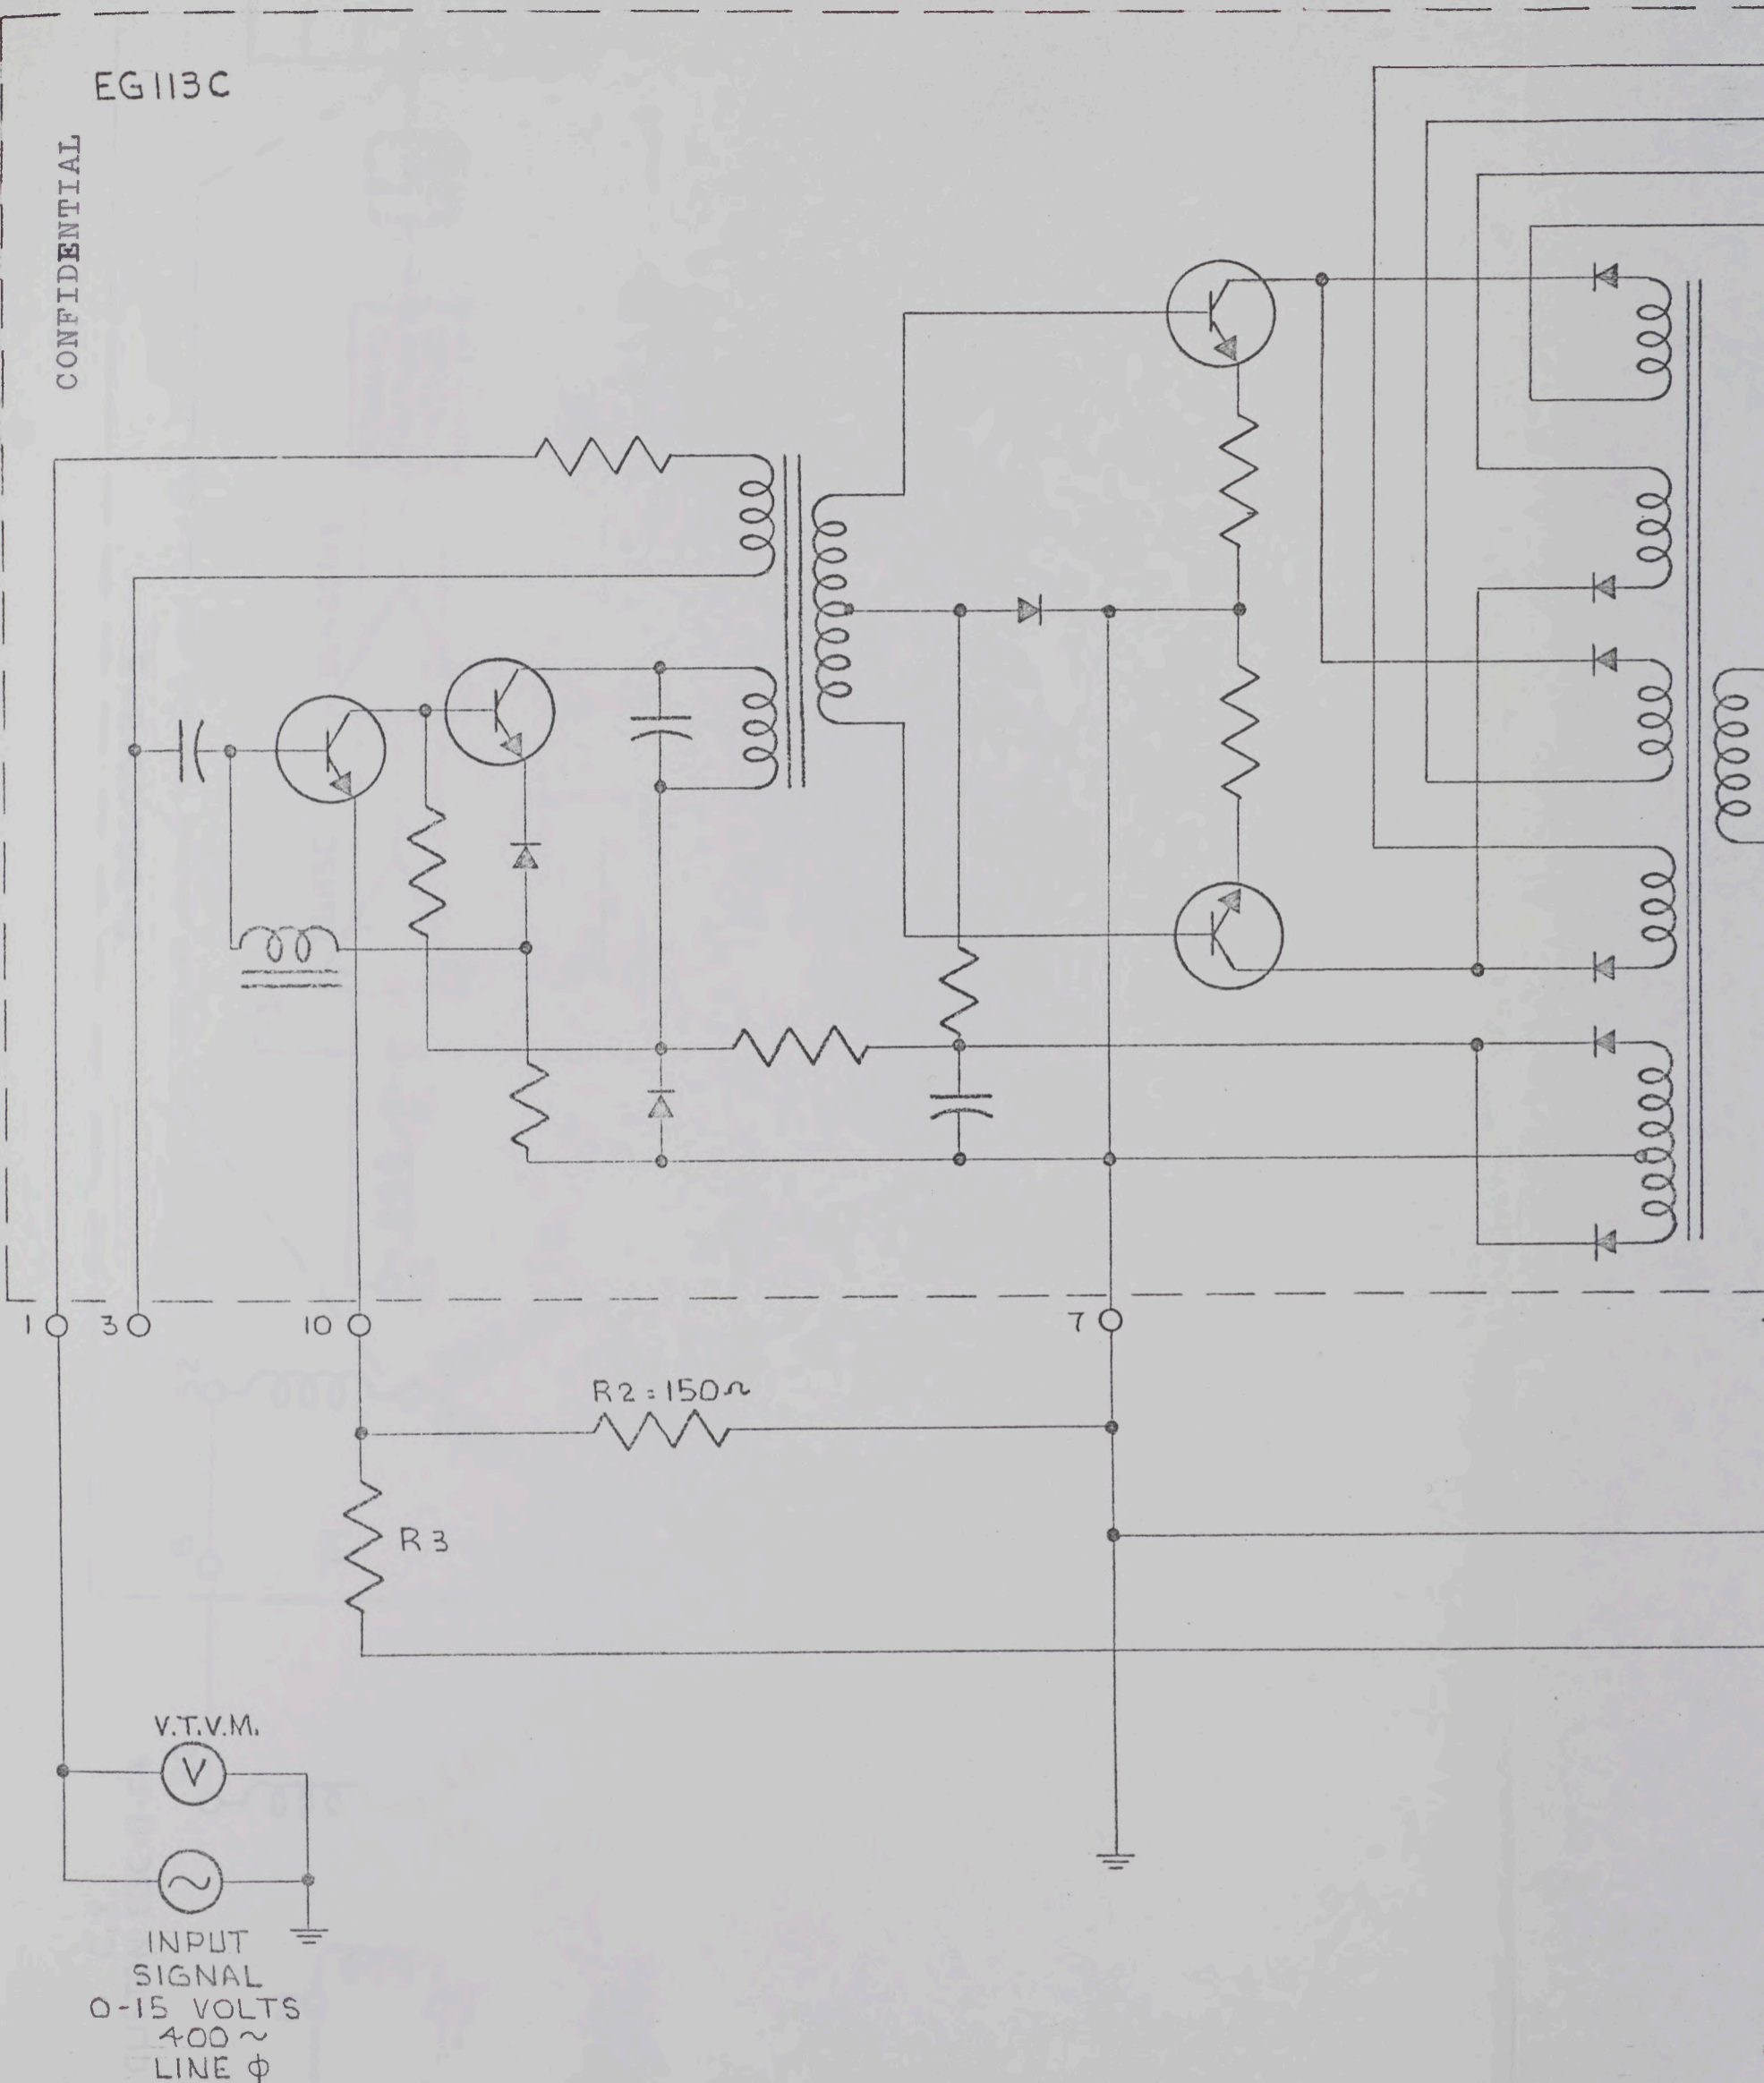 EG113C
CONFIDENTIAL
1 3 10 7
R2=150Ω
R3
V.T.V.M.
V
INPUT
SIGNAL
0-15 VOLTS
400~
LINE ϕ